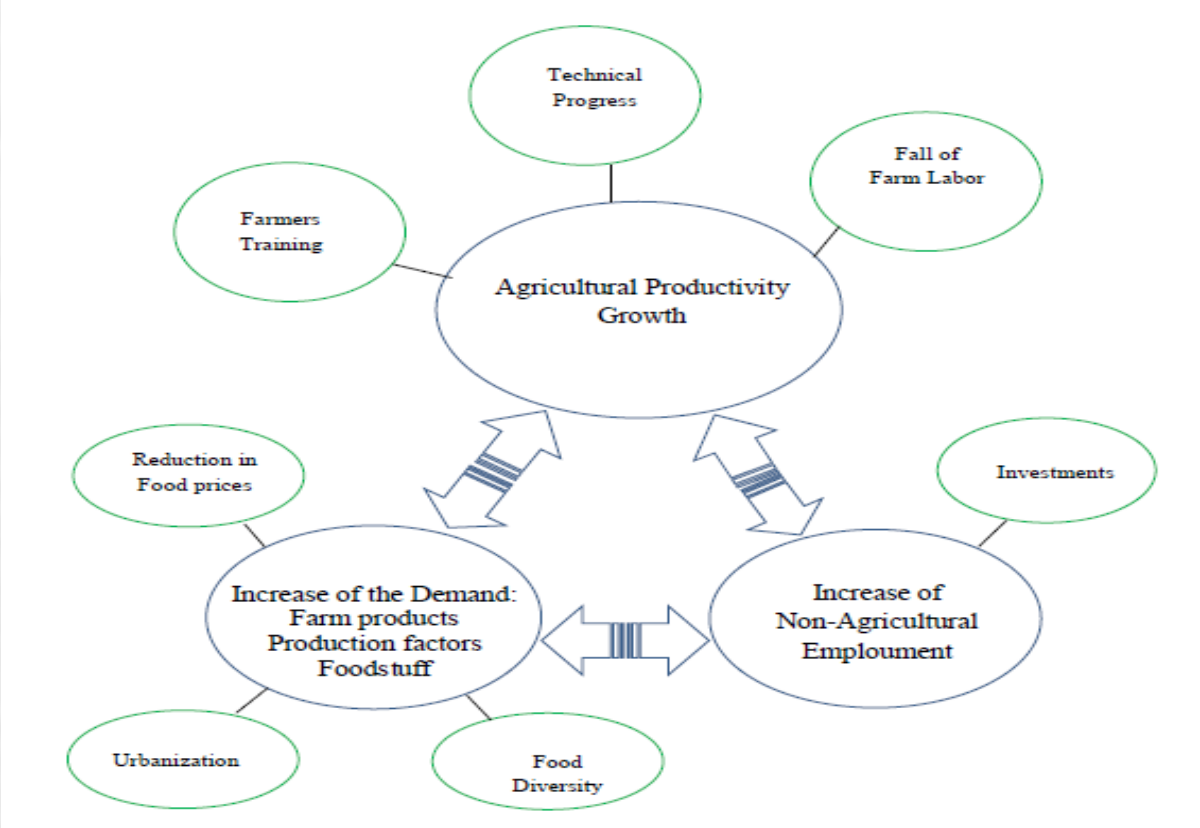 Technical
Progress
Fall of
Farm Labor
Farmers
Training
Agricultural Productivity
Growth
Reduction in
Food prices
Investments
Increase of the Demand:
Farm products
Production factors
Foodstuff
Increase of
Non-Agricultural
Emploument
Urbanization
Food
Diversity